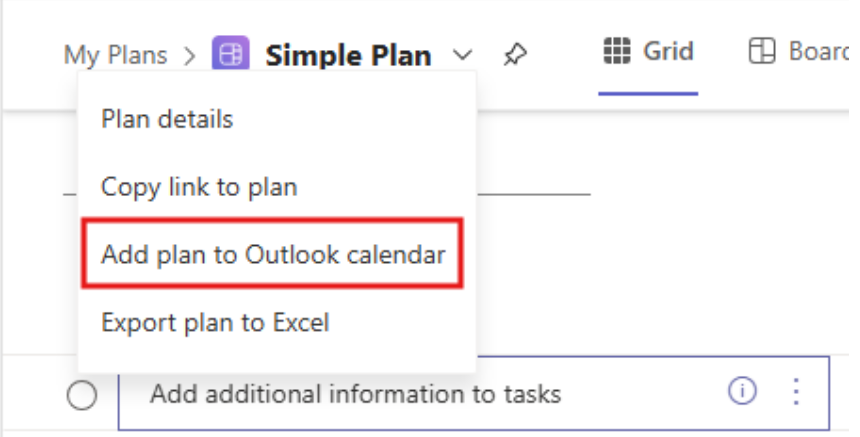 My Plans > Simple Plan Grid Board
Plan details
Copy link to plan
Add plan to Outlook calendar
Export plan to Excel
Add additional information to tasks